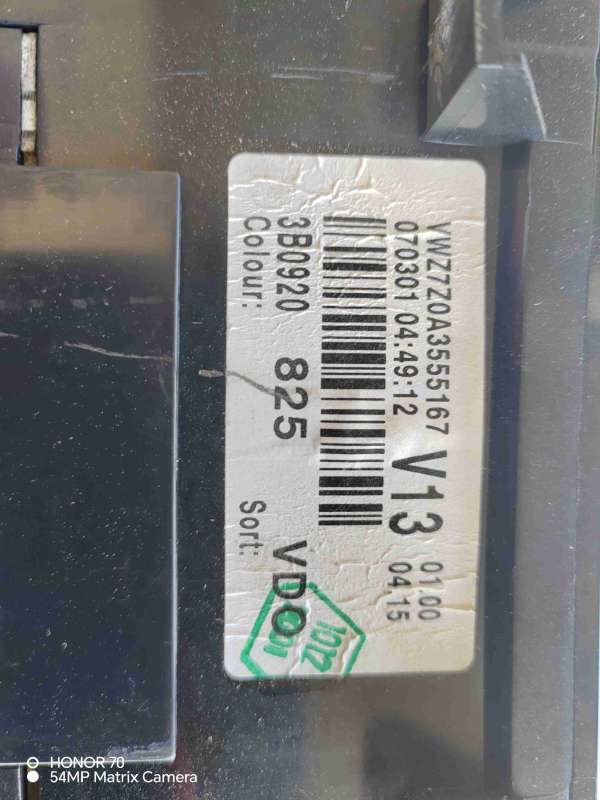 VWZ7Z0A3555167 V13 01.00
070301 04:49:12 04.15
3B0920 825 VDO
Colour: Sort:
HONOR 70
54MP Matrix Camera